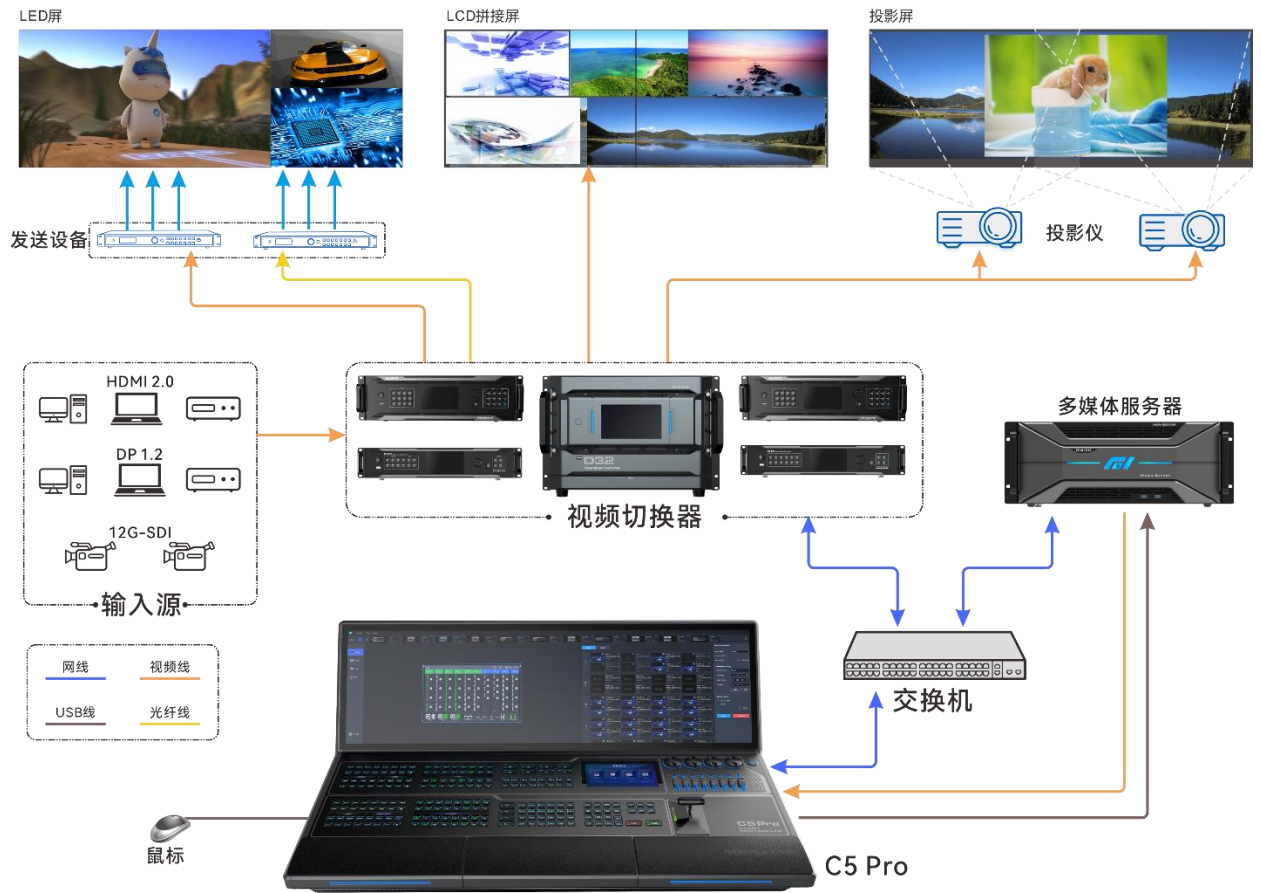 LED屏
LCD拼接屏
投影屏
发送设备
投影仪
HDMI 2.0
DP 1.2
12G-SDI
输入源
D32
视频切换器
多媒体服务器
网线
视频线
USB线
光纤线
交换机
鼠标
C5 Pro
C5 Pro